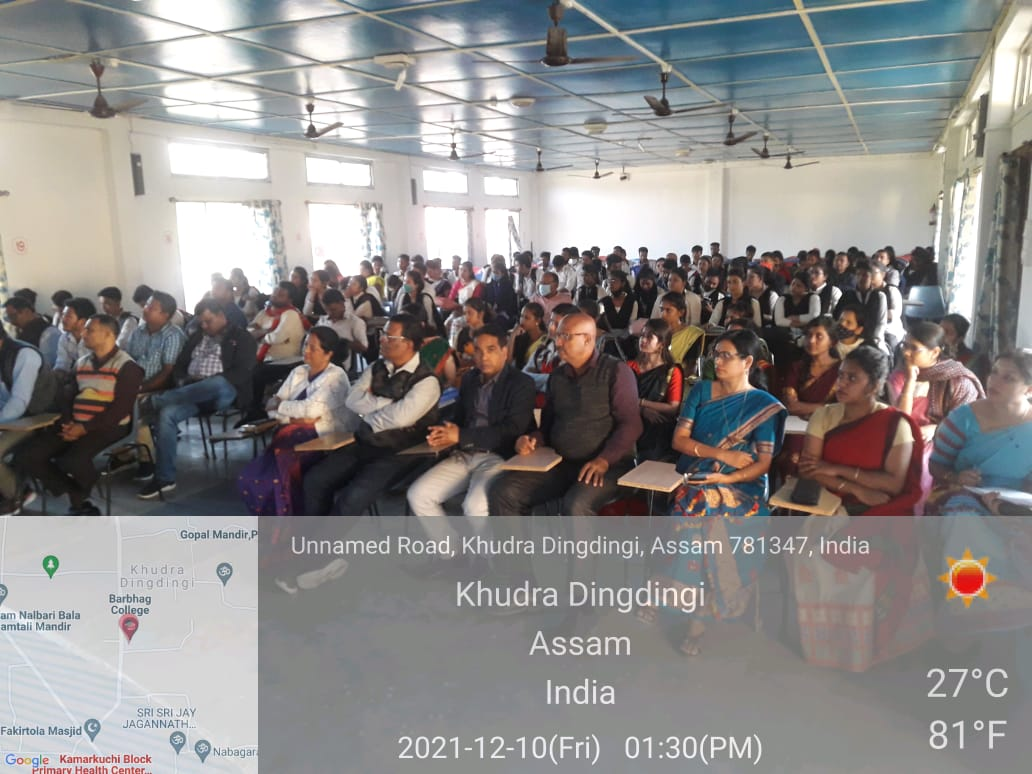 Gopal Mandir,P
Khudra
Dingdingi
Barbhag
College
am Nalbari Bala
amtali Mandir
SRI SRI JAY
JAGANNATH...
Fakirtola Masjid
Nabagara
Google
Kamarkuchi Block
Primary Health Center...
Unnamed Road, Khudra Dingdingi, Assam 781347, India
Khudra Dingdingi
Assam
India
2021-12-10(Fri) 01:30(PM)
27°C
81°F